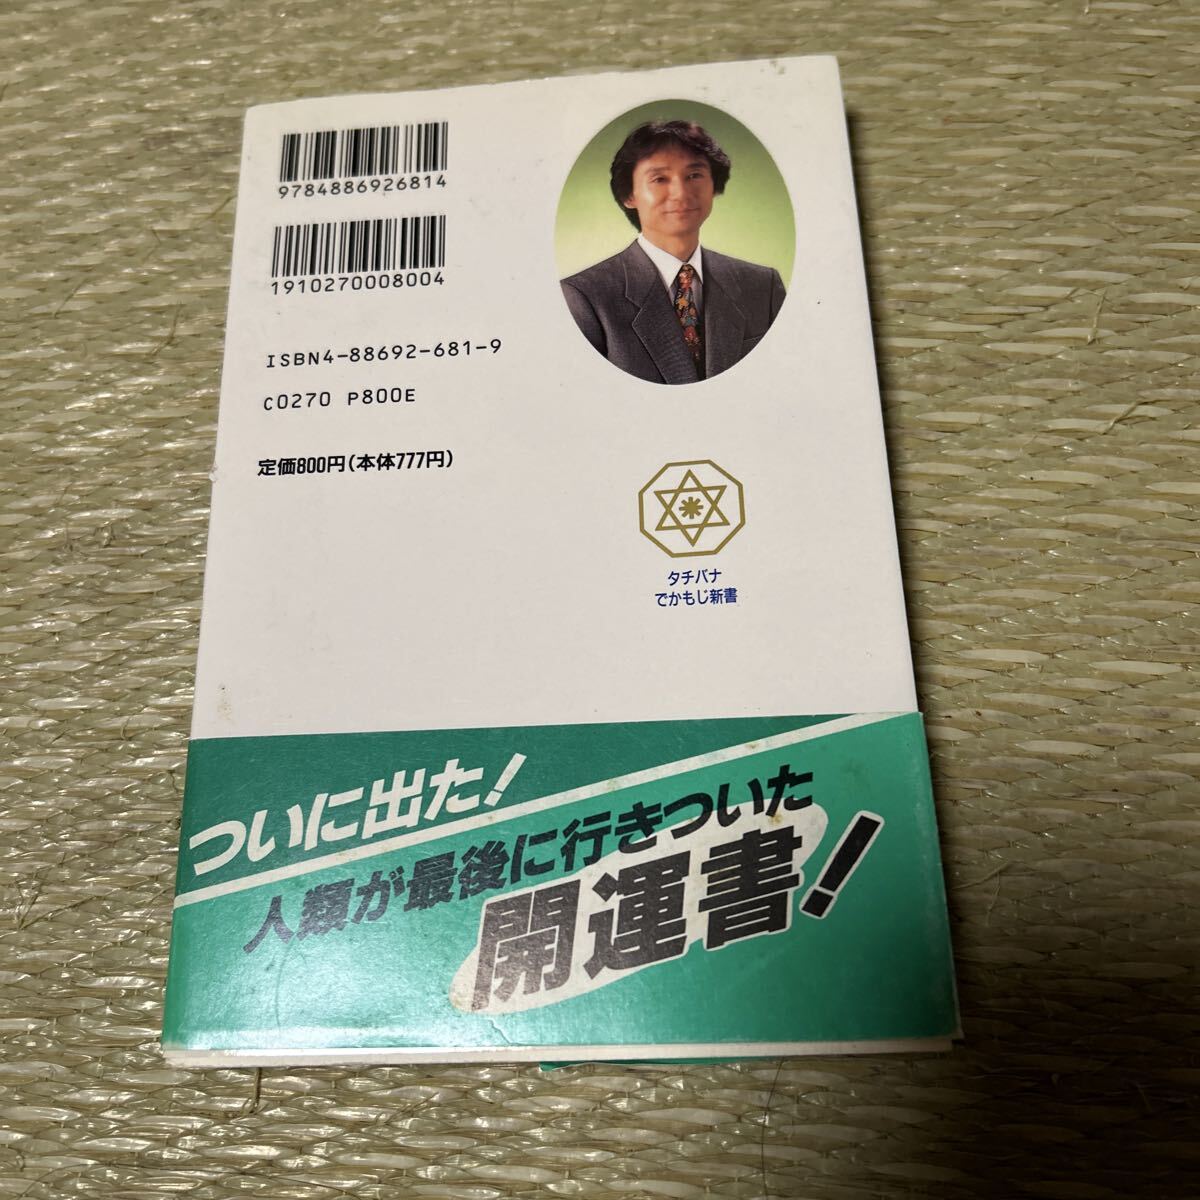 9784886926814
1910270008004
ISBN4-88692-681-9
C0270 P800E
定価800円(本体777円)
タチバナ
でかもじ新書
ついに出た!
人類が最後に行きついた
開運書!